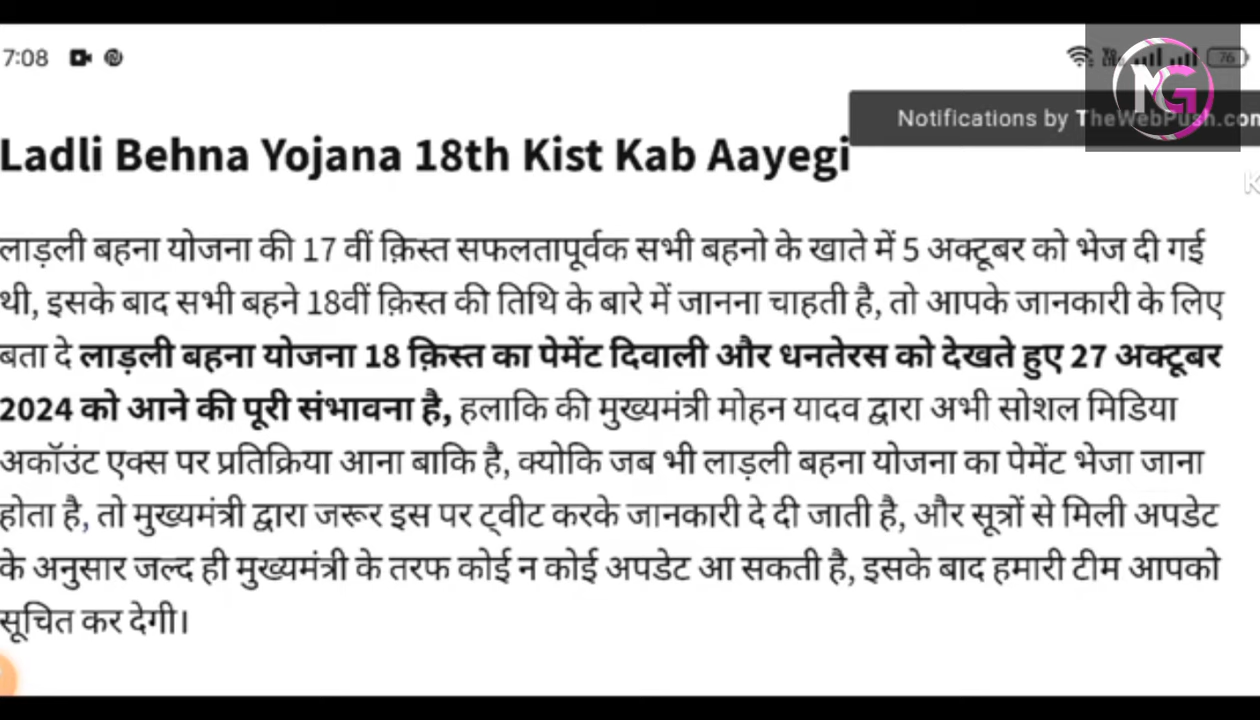 7:08
76
Notifications by TheWebPush.com
Ladli Behna Yojana 18th Kist Kab Aayegi
लाड़ली बहना योजना की 17 वीं क़िस्त सफलतापूर्वक सभी बहनो के खाते में 5 अक्टूबर को भेज दी गई
थी, इसके बाद सभी बहने 18वीं क़िस्त की तिथि के बारे में जानना चाहती है, तो आपके जानकारी के लिए
बता दे लाड़ली बहना योजना 18 क़िस्त का पेमेंट दिवाली और धनतेरस को देखते हुए 27 अक्टूबर
2024 को आने की पूरी संभावना है, हलाकि की मुख्यमंत्री मोहन यादव द्वारा अभी सोशल मिडिया
अकॉउंट एक्स पर प्रतिक्रिया आना बाकि है, क्योकि जब भी लाड़ली बहना योजना का पेमेंट भेजा जाना
होता है, तो मुख्यमंत्री द्वारा जरूर इस पर ट्वीट करके जानकारी दे दी जाती है, और सूत्रों से मिली अपडेट
के अनुसार जल्द ही मुख्यमंत्री के तरफ कोई न कोई अपडेट आ सकती है, इसके बाद हमारी टीम आपको
सूचित कर देगी।